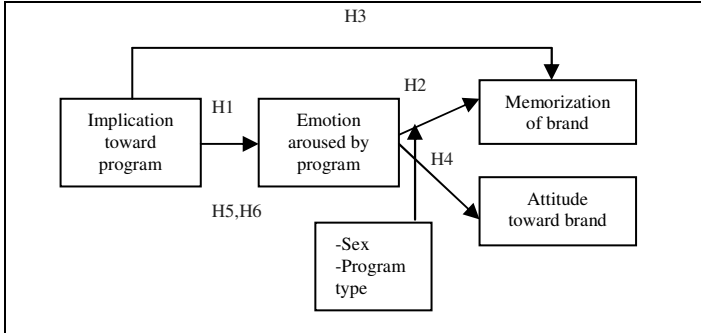 H3
H1
H2
Implication
toward
program
Emotion
aroused by
program
Memorization
of brand
H4
Attitude
toward brand
H5,H6
-Sex
-Program
type